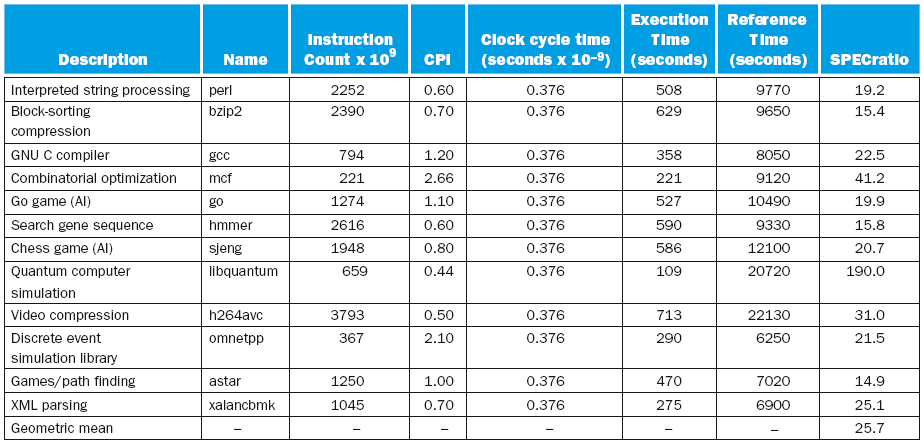 Description Name Instruction Count x 10⁹ CPI Clock cycle time (seconds x 10⁻⁹) Execution Time (seconds) Reference Time (seconds) SPECratio
Interpreted string processing perl 2252 0.60 0.376 508 9770 19.2
Block-sorting compression bzip2 2390 0.70 0.376 629 9650 15.4
GNU C compiler gcc 794 1.20 0.376 358 8050 22.5
Combinatorial optimization mcf 221 2.66 0.376 221 9120 41.2
Go game (AI) go 1274 1.10 0.376 527 10490 19.9
Search gene sequence hmmer 2616 0.60 0.376 590 9330 15.8
Chess game (AI) sjeng 1948 0.80 0.376 586 12100 20.7
Quantum computer simulation libquantum 659 0.44 0.376 109 20720 190.0
Video compression h264avc 3793 0.50 0.376 713 22130 31.0
Discrete event simulation library omnetpp 367 2.10 0.376 290 6250 21.5
Games/path finding astar 1250 1.00 0.376 470 7020 14.9
XML parsing xalancbmk 1045 0.70 0.376 275 6900 25.1
Geometric mean – – – – – – 25.7